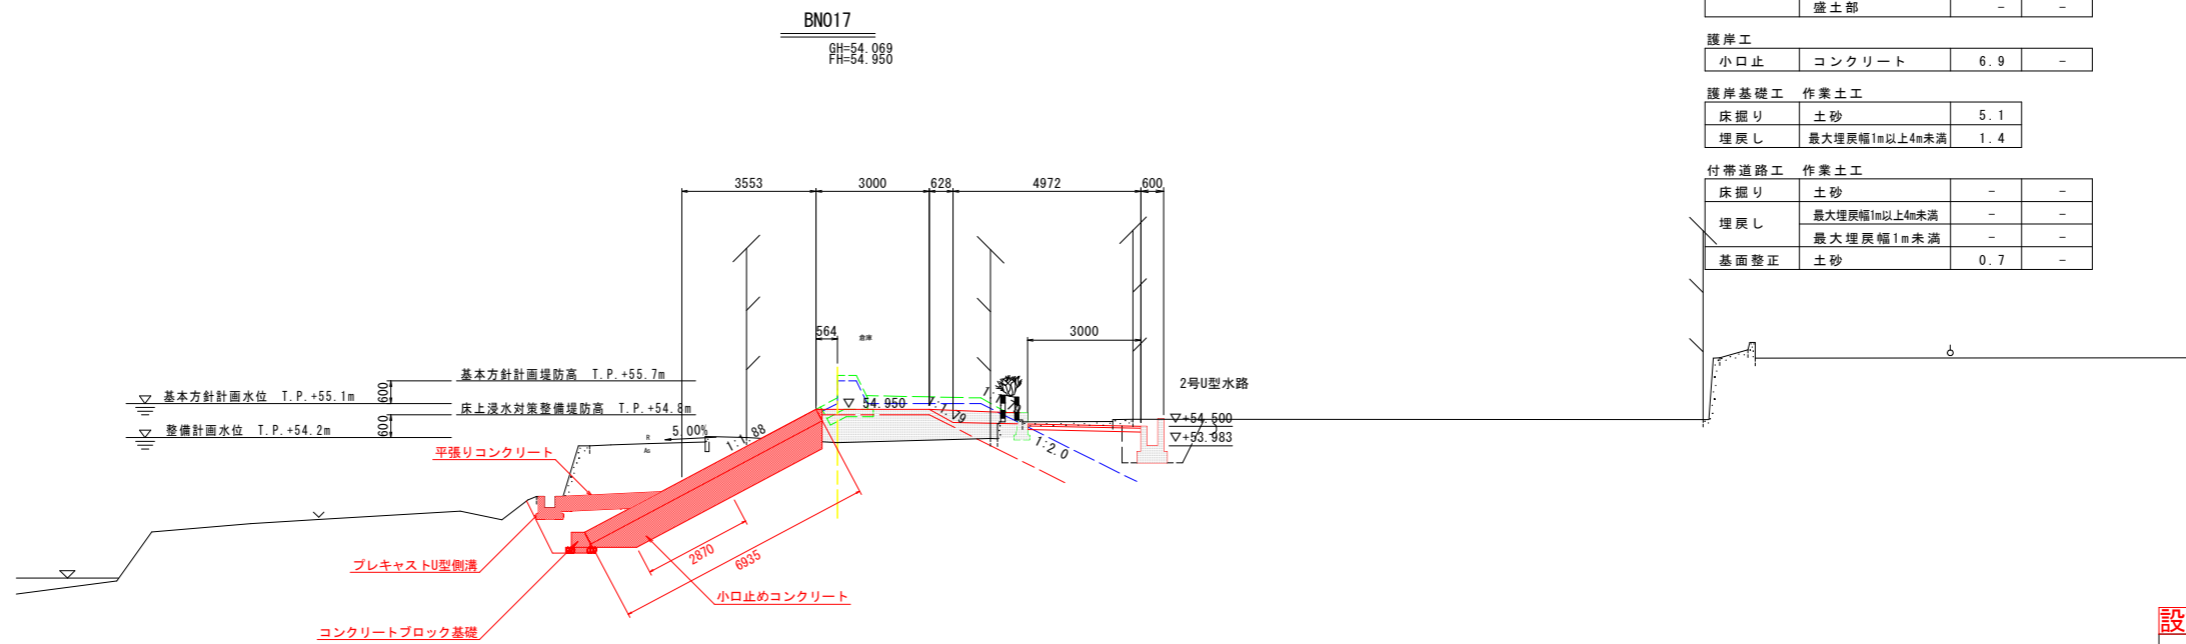 BNO17
GH=54.069
FH=54.950
盛土部 - -
護岸工
小口止 コンクリート 6.9 -
護岸基礎工 作業土工
床掘り 土砂 5.1
埋戻し 最大埋戻幅1m以上4m未満 1.4
付帯道路工 作業土工
床掘り 土砂 - -
埋戻し 最大埋戻幅1m以上4m未満 - -
最大埋戻幅1m未満 - -
基面整正 土砂 0.7 -
3553 3000 628 4972 600
564 倉庫 3000
基本方針計画堤防高 T.P.+55.7m
600
基本方針計画水位 T.P.+55.1m
床上浸水対策整備堤防高 T.P.+54.8m
600
整備計画水位 T.P.+54.2m
2号U型水路
54.950
+54.500
+53.983
5.00%
1:1.88
1:2.0
R
As
平張りコンクリート
2870
6935
プレキャストU型側溝
小口止めコンクリート
コンクリートブロック基礎
設